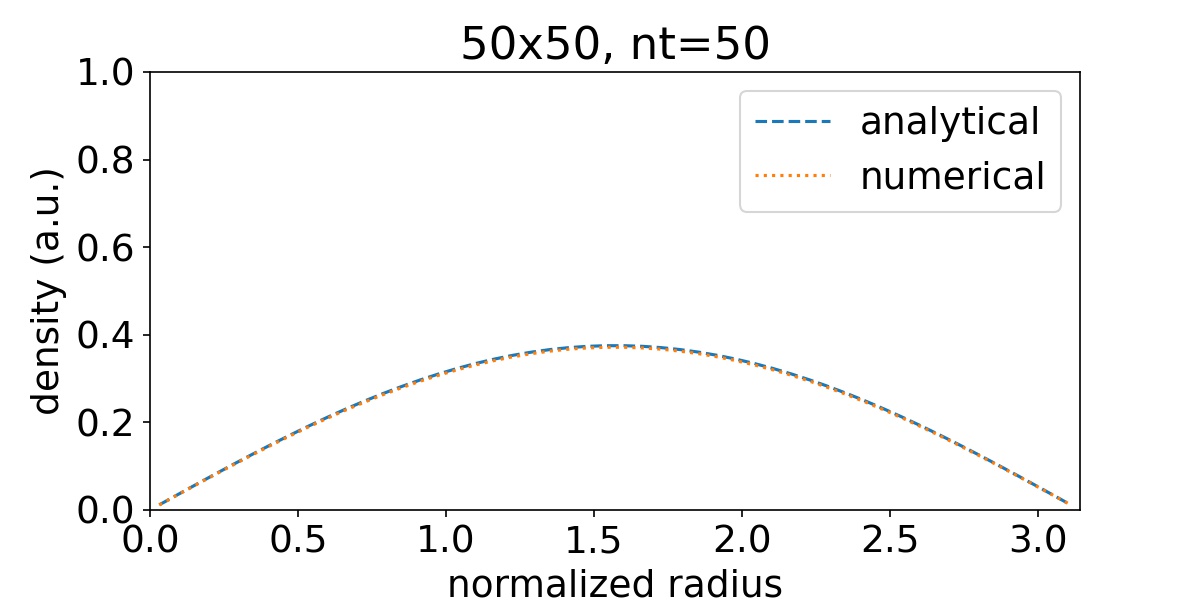 50x50, nt=50
1.0
0.8
0.6
0.4
0.2
0.0
density (a.u.)
analytical
numerical
0.0 0.5 1.0 1.5 2.0 2.5 3.0
normalized radius